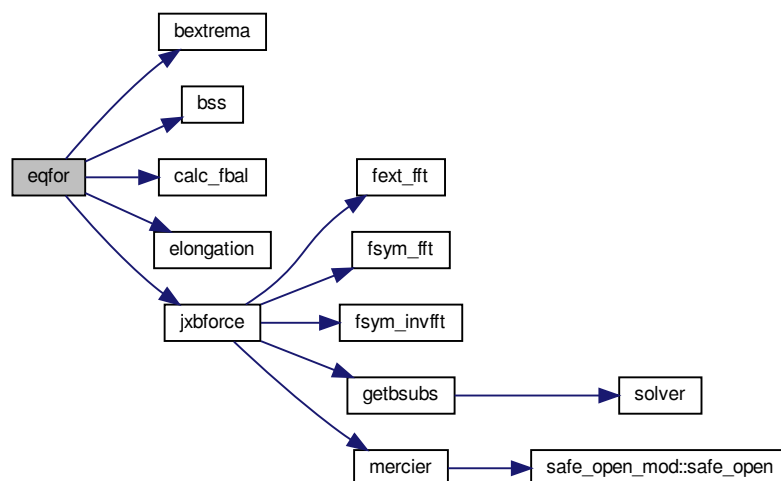 bextrema
bss
eqfor
calc_fbal
fext_fft
elongation
fsym_fft
jxbforce
fsym_invfft
getbsubs
solver
mercier
safe_open_mod::safe_open